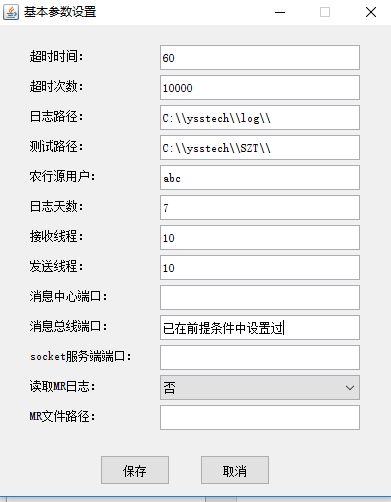 基本参数设置
超时时间： 60
超时次数： 10000
日志路径： C:\\ysstech\\log\\
测试路径： C:\\ysstech\\SZT\\
农行源用户： abc
日志天数： 7
接收线程： 10
发送线程： 10
消息中心端口：
消息总线端口： 已在前提条件中设置过
socket服务端端口：
读取MR日志： 否
MR文件路径：
保存 取消